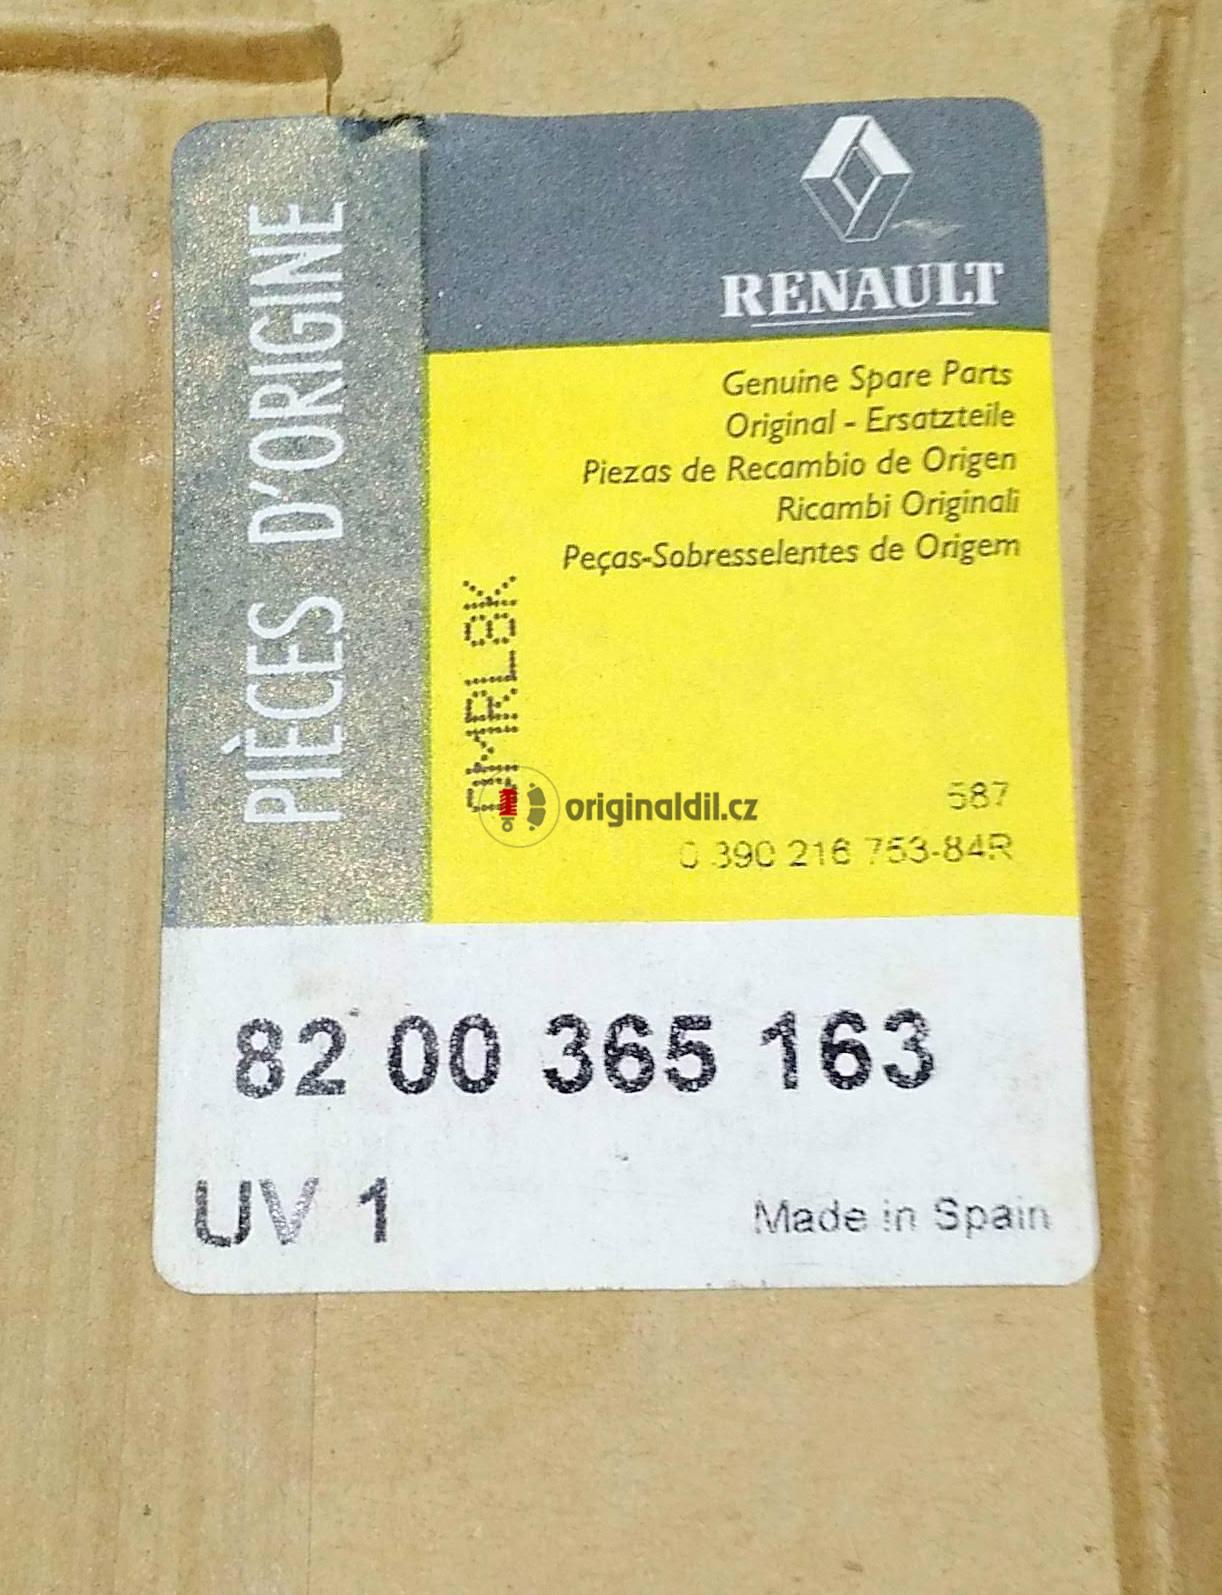 PIÈCES D'ORIGINE
RENAULT
Genuine Spare Parts
Original - Ersatzteile
Piezas de Recambio de Origen
Ricambi Originali
Peças-Sobresselentes de Origem
originaldil.cz
587
0 390 216 753-84R
82 00 365 163
UV 1
Made in Spain